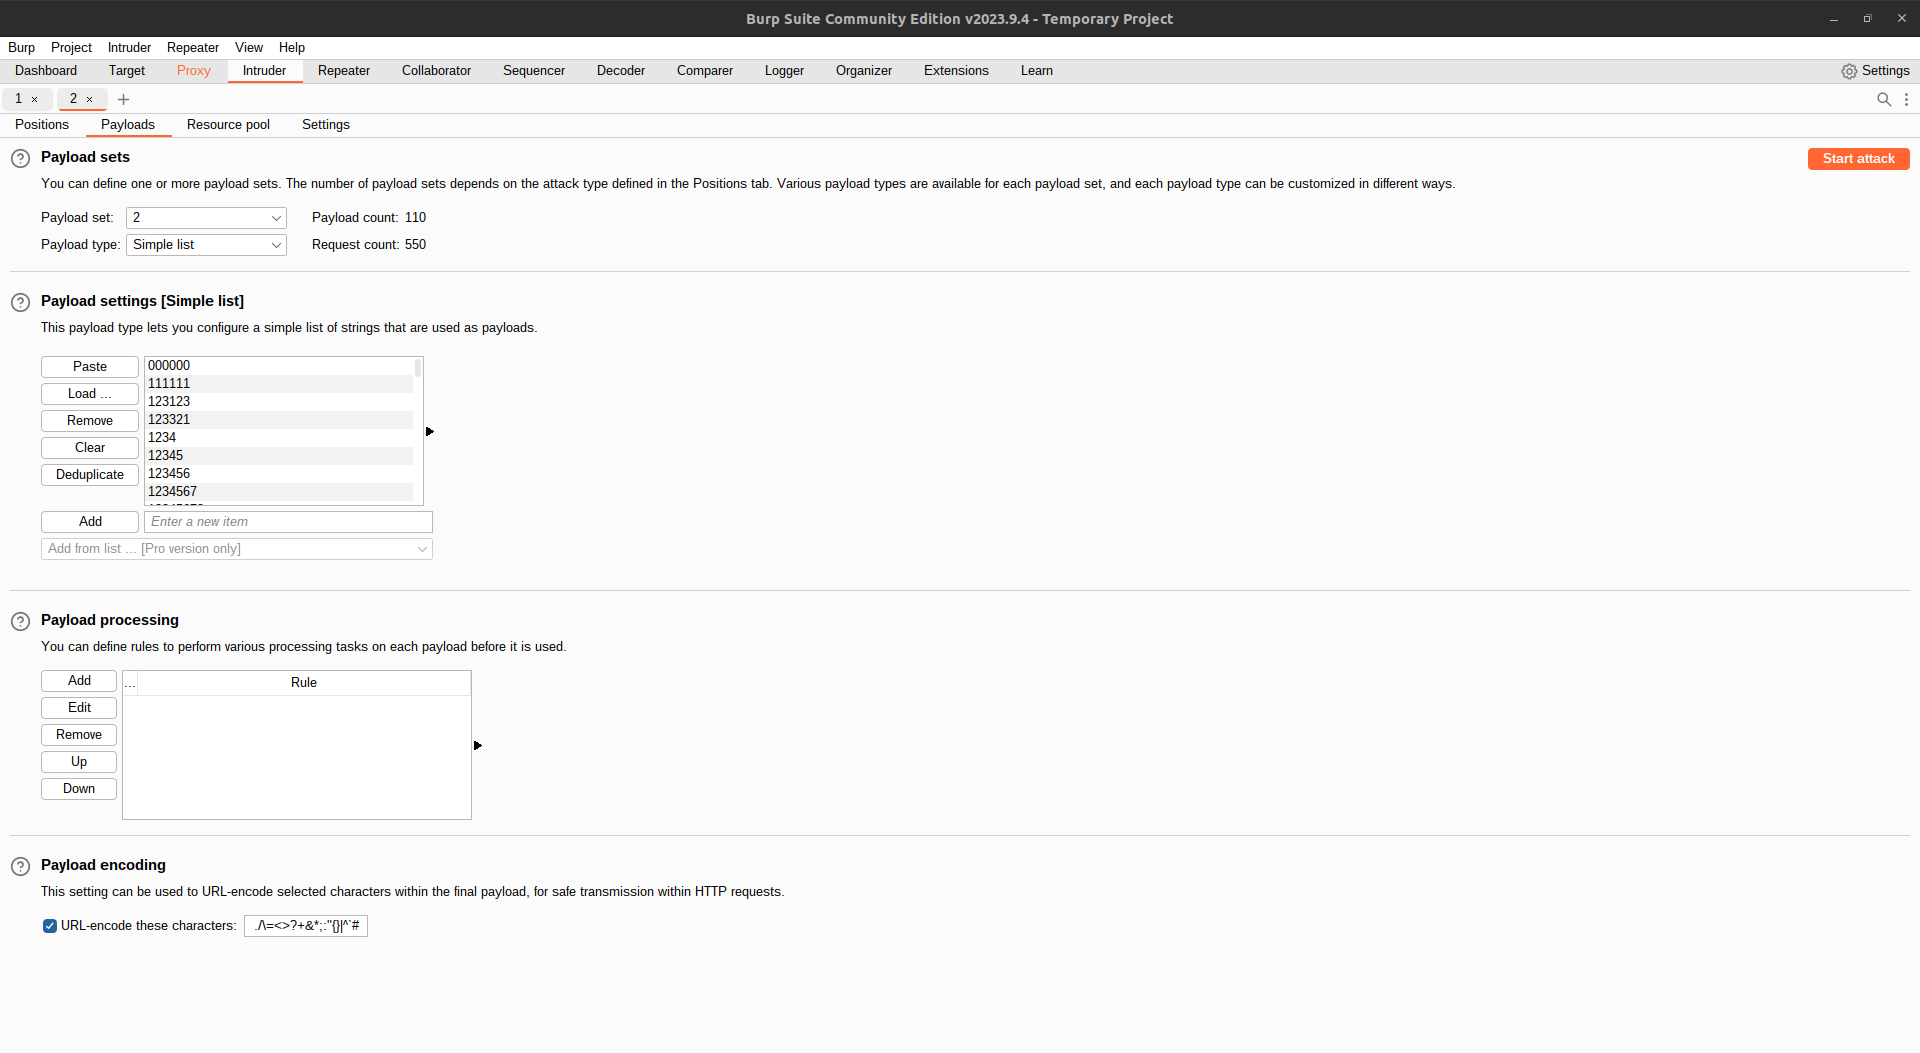 Burp Suite Community Edition v2023.9.4 - Temporary Project
Burp Project Intruder Repeater View Help
Dashboard Target Proxy Intruder Repeater Collaborator Sequencer Decoder Comparer Logger Organizer Extensions Learn Settings
1 × 2 × +
Positions Payloads Resource pool Settings
? Payload sets Start attack
You can define one or more payload sets. The number of payload sets depends on the attack type defined in the Positions tab. Various payload types are available for each payload set, and each payload type can be customized in different ways.
Payload set: 2 Payload count: 110
Payload type: Simple list Request count: 550
? Payload settings [Simple list]
This payload type lets you configure a simple list of strings that are used as payloads.
Paste
Load ...
Remove
Clear
Deduplicate
000000
111111
123123
123321
1234
12345
123456
1234567
Add Enter a new item
Add from list ... [Pro version only]
? Payload processing
You can define rules to perform various processing tasks on each payload before it is used.
Add
Edit
Remove
Up
Down
... Rule
? Payload encoding
This setting can be used to URL-encode selected characters within the final payload, for safe transmission within HTTP requests.
URL-encode these characters: ./\=<>?+&*;:"{}|^`#